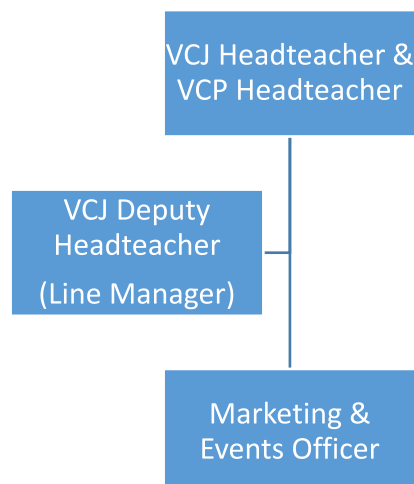 VCJ Headteacher &
VCP Headteacher
VCJ Deputy
Headteacher
(Line Manager)
Marketing &
Events Officer